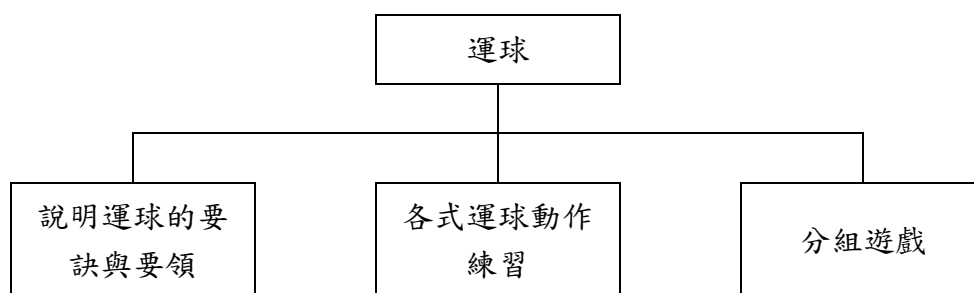 運球
說明運球的要
訣與要領
各式運球動作
練習
分組遊戲